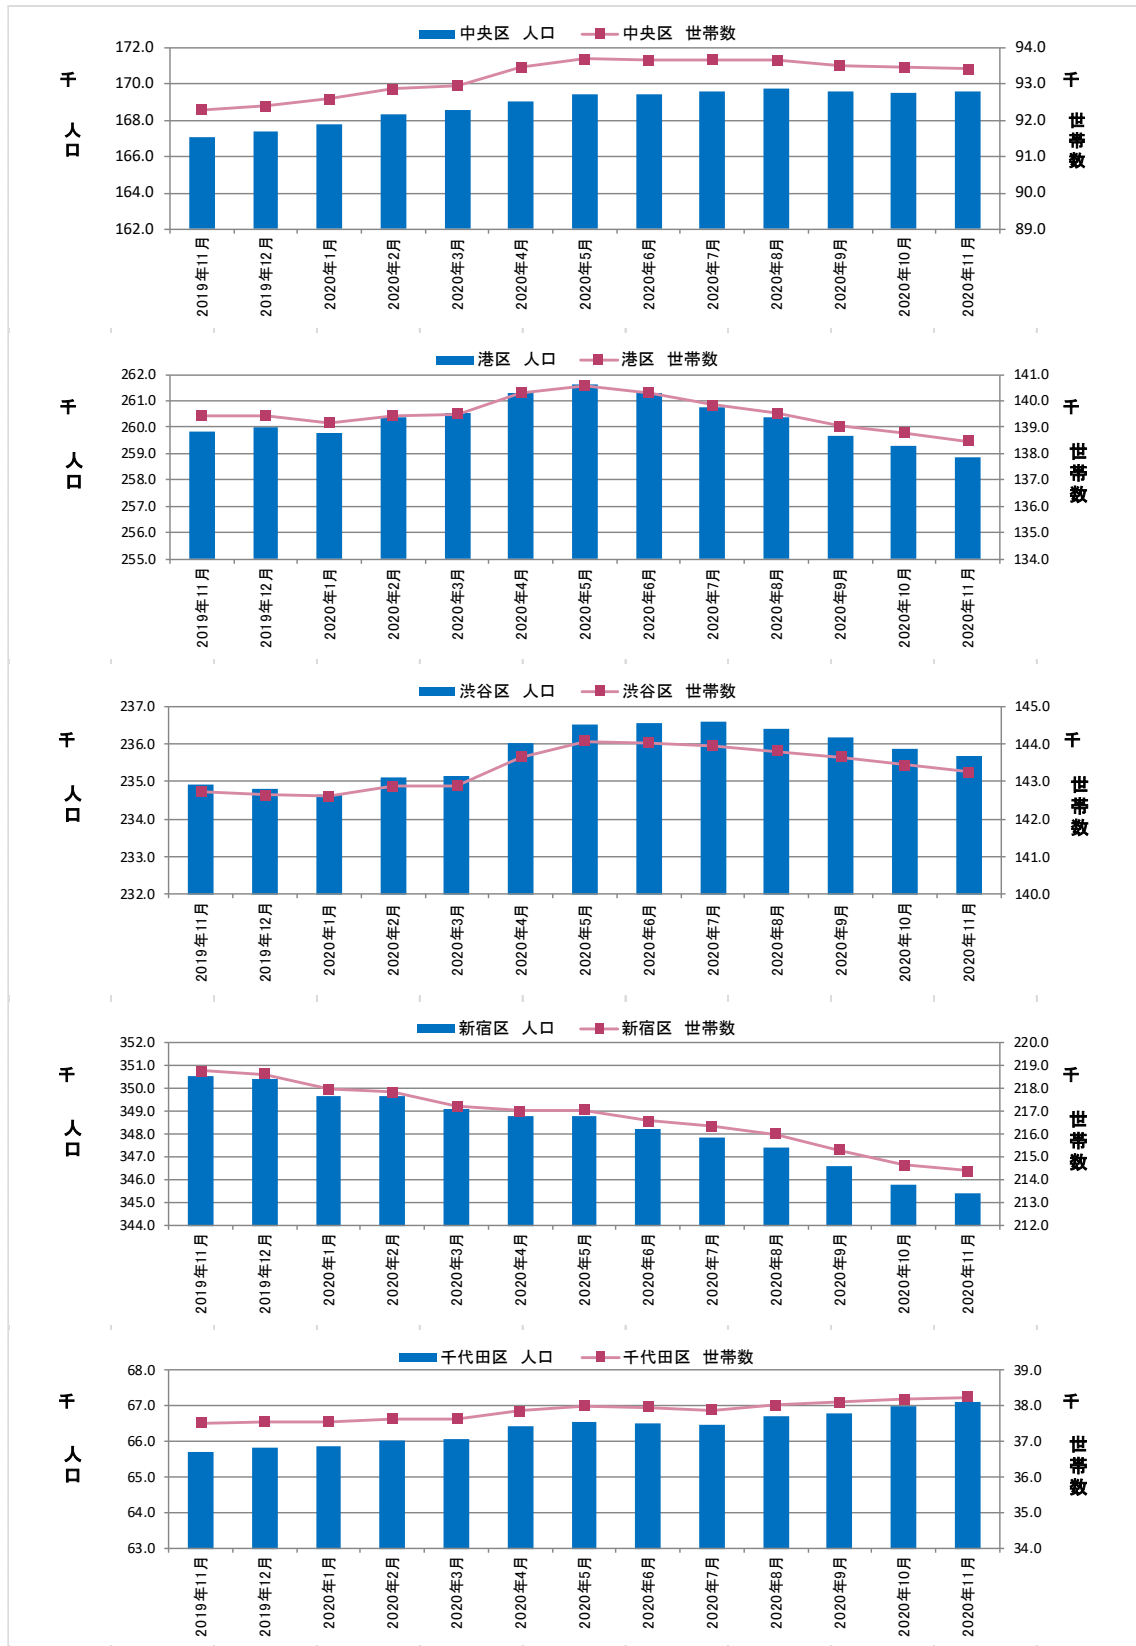 中央区　人口　中央区　世帯数
千　人口
172.0
170.0
168.0
166.0
164.0
162.0
94.0
93.0
92.0
91.0
90.0
89.0
千　世帯数
2019年11月
2019年12月
2020年1月
2020年2月
2020年3月
2020年4月
2020年5月
2020年6月
2020年7月
2020年8月
2020年9月
2020年10月
2020年11月
港区　人口　港区　世帯数
千　人口
262.0
261.0
260.0
259.0
258.0
257.0
256.0
255.0
141.0
140.0
139.0
138.0
137.0
136.0
135.0
134.0
千　世帯数
2019年11月
2019年12月
2020年1月
2020年2月
2020年3月
2020年4月
2020年5月
2020年6月
2020年7月
2020年8月
2020年9月
2020年10月
2020年11月
渋谷区　人口　渋谷区　世帯数
千　人口
237.0
236.0
235.0
234.0
233.0
232.0
145.0
144.0
143.0
142.0
141.0
140.0
千　世帯数
2019年11月
2019年12月
2020年1月
2020年2月
2020年3月
2020年4月
2020年5月
2020年6月
2020年7月
2020年8月
2020年9月
2020年10月
2020年11月
新宿区　人口　新宿区　世帯数
千　人口
352.0
351.0
350.0
349.0
348.0
347.0
346.0
345.0
344.0
220.0
219.0
218.0
217.0
216.0
215.0
214.0
213.0
212.0
千　世帯数
2019年11月
2019年12月
2020年1月
2020年2月
2020年3月
2020年4月
2020年5月
2020年6月
2020年7月
2020年8月
2020年9月
2020年10月
2020年11月
千代田区　人口　千代田区　世帯数
千　人口
68.0
67.0
66.0
65.0
64.0
63.0
39.0
38.0
37.0
36.0
35.0
34.0
千　世帯数
2019年11月
2019年12月
2020年1月
2020年2月
2020年3月
2020年4月
2020年5月
2020年6月
2020年7月
2020年8月
2020年9月
2020年10月
2020年11月